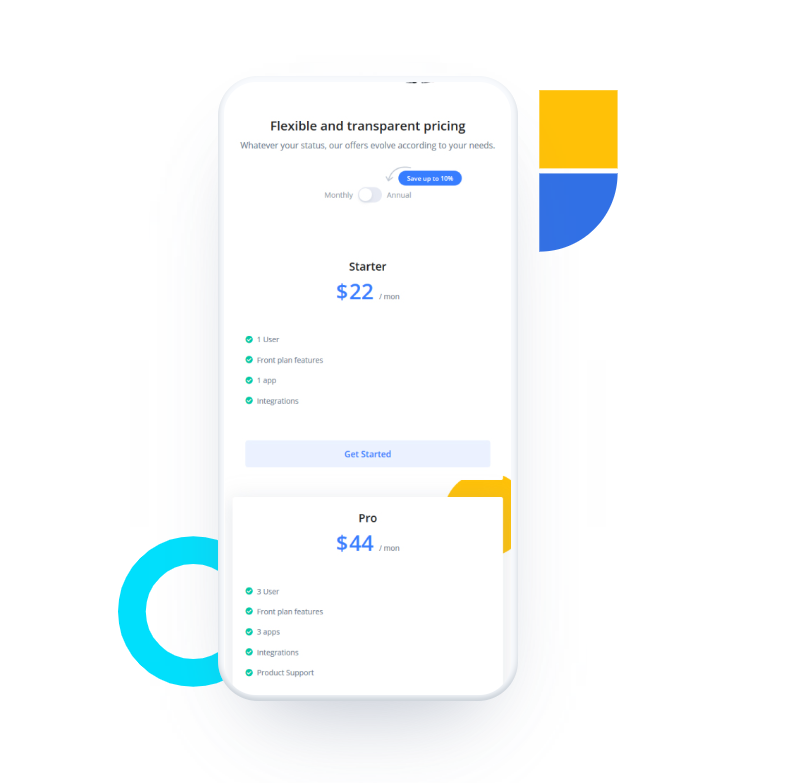 Flexible and transparent pricing
Whatever your status, our offers evolve according to your needs.
Save up to 10%
Monthly Annual
Starter
$22 / mon
1 User
Front plan features
1 app
Integrations
Get Started
Pro
$44 / mon
3 User
Front plan features
3 apps
Integrations
Product Support